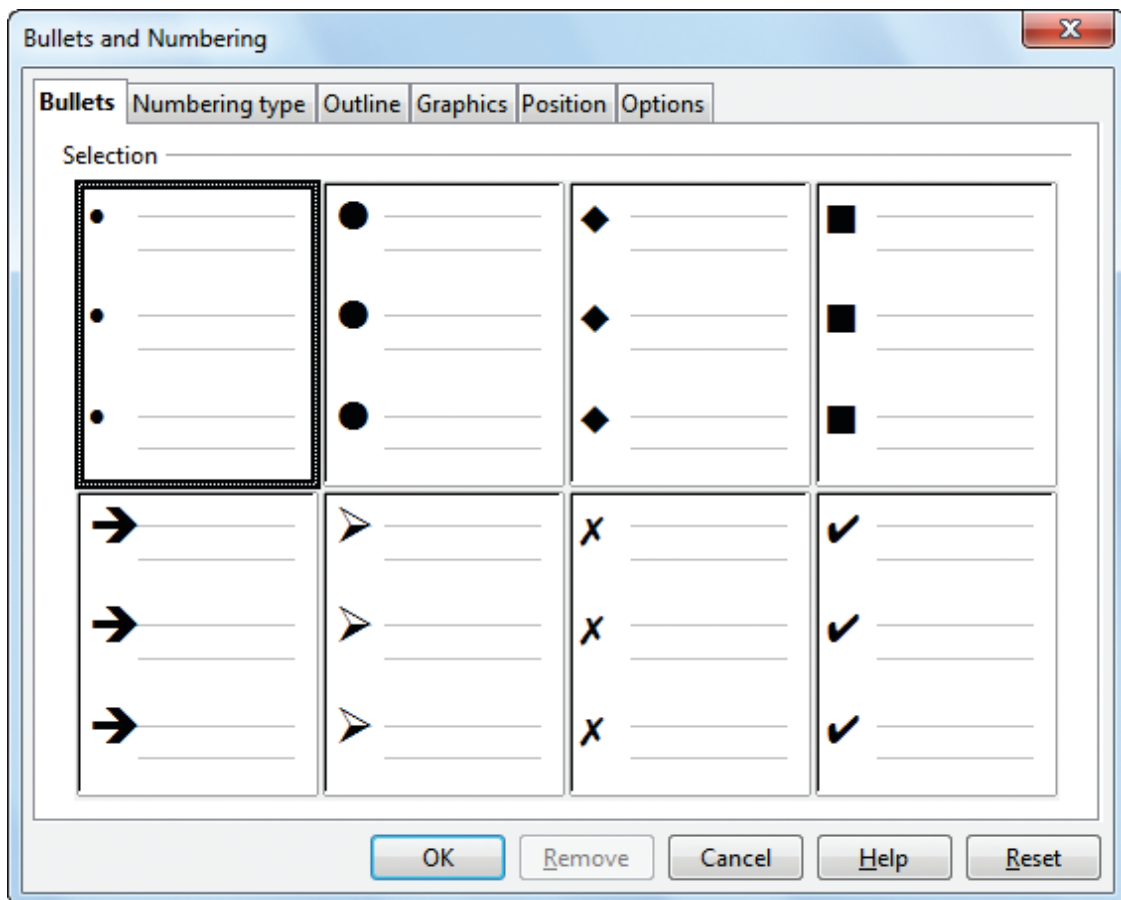 Bullets and Numbering
Bullets Numbering type Outline Graphics Position Options
Selection
OK Remove Cancel Help Reset